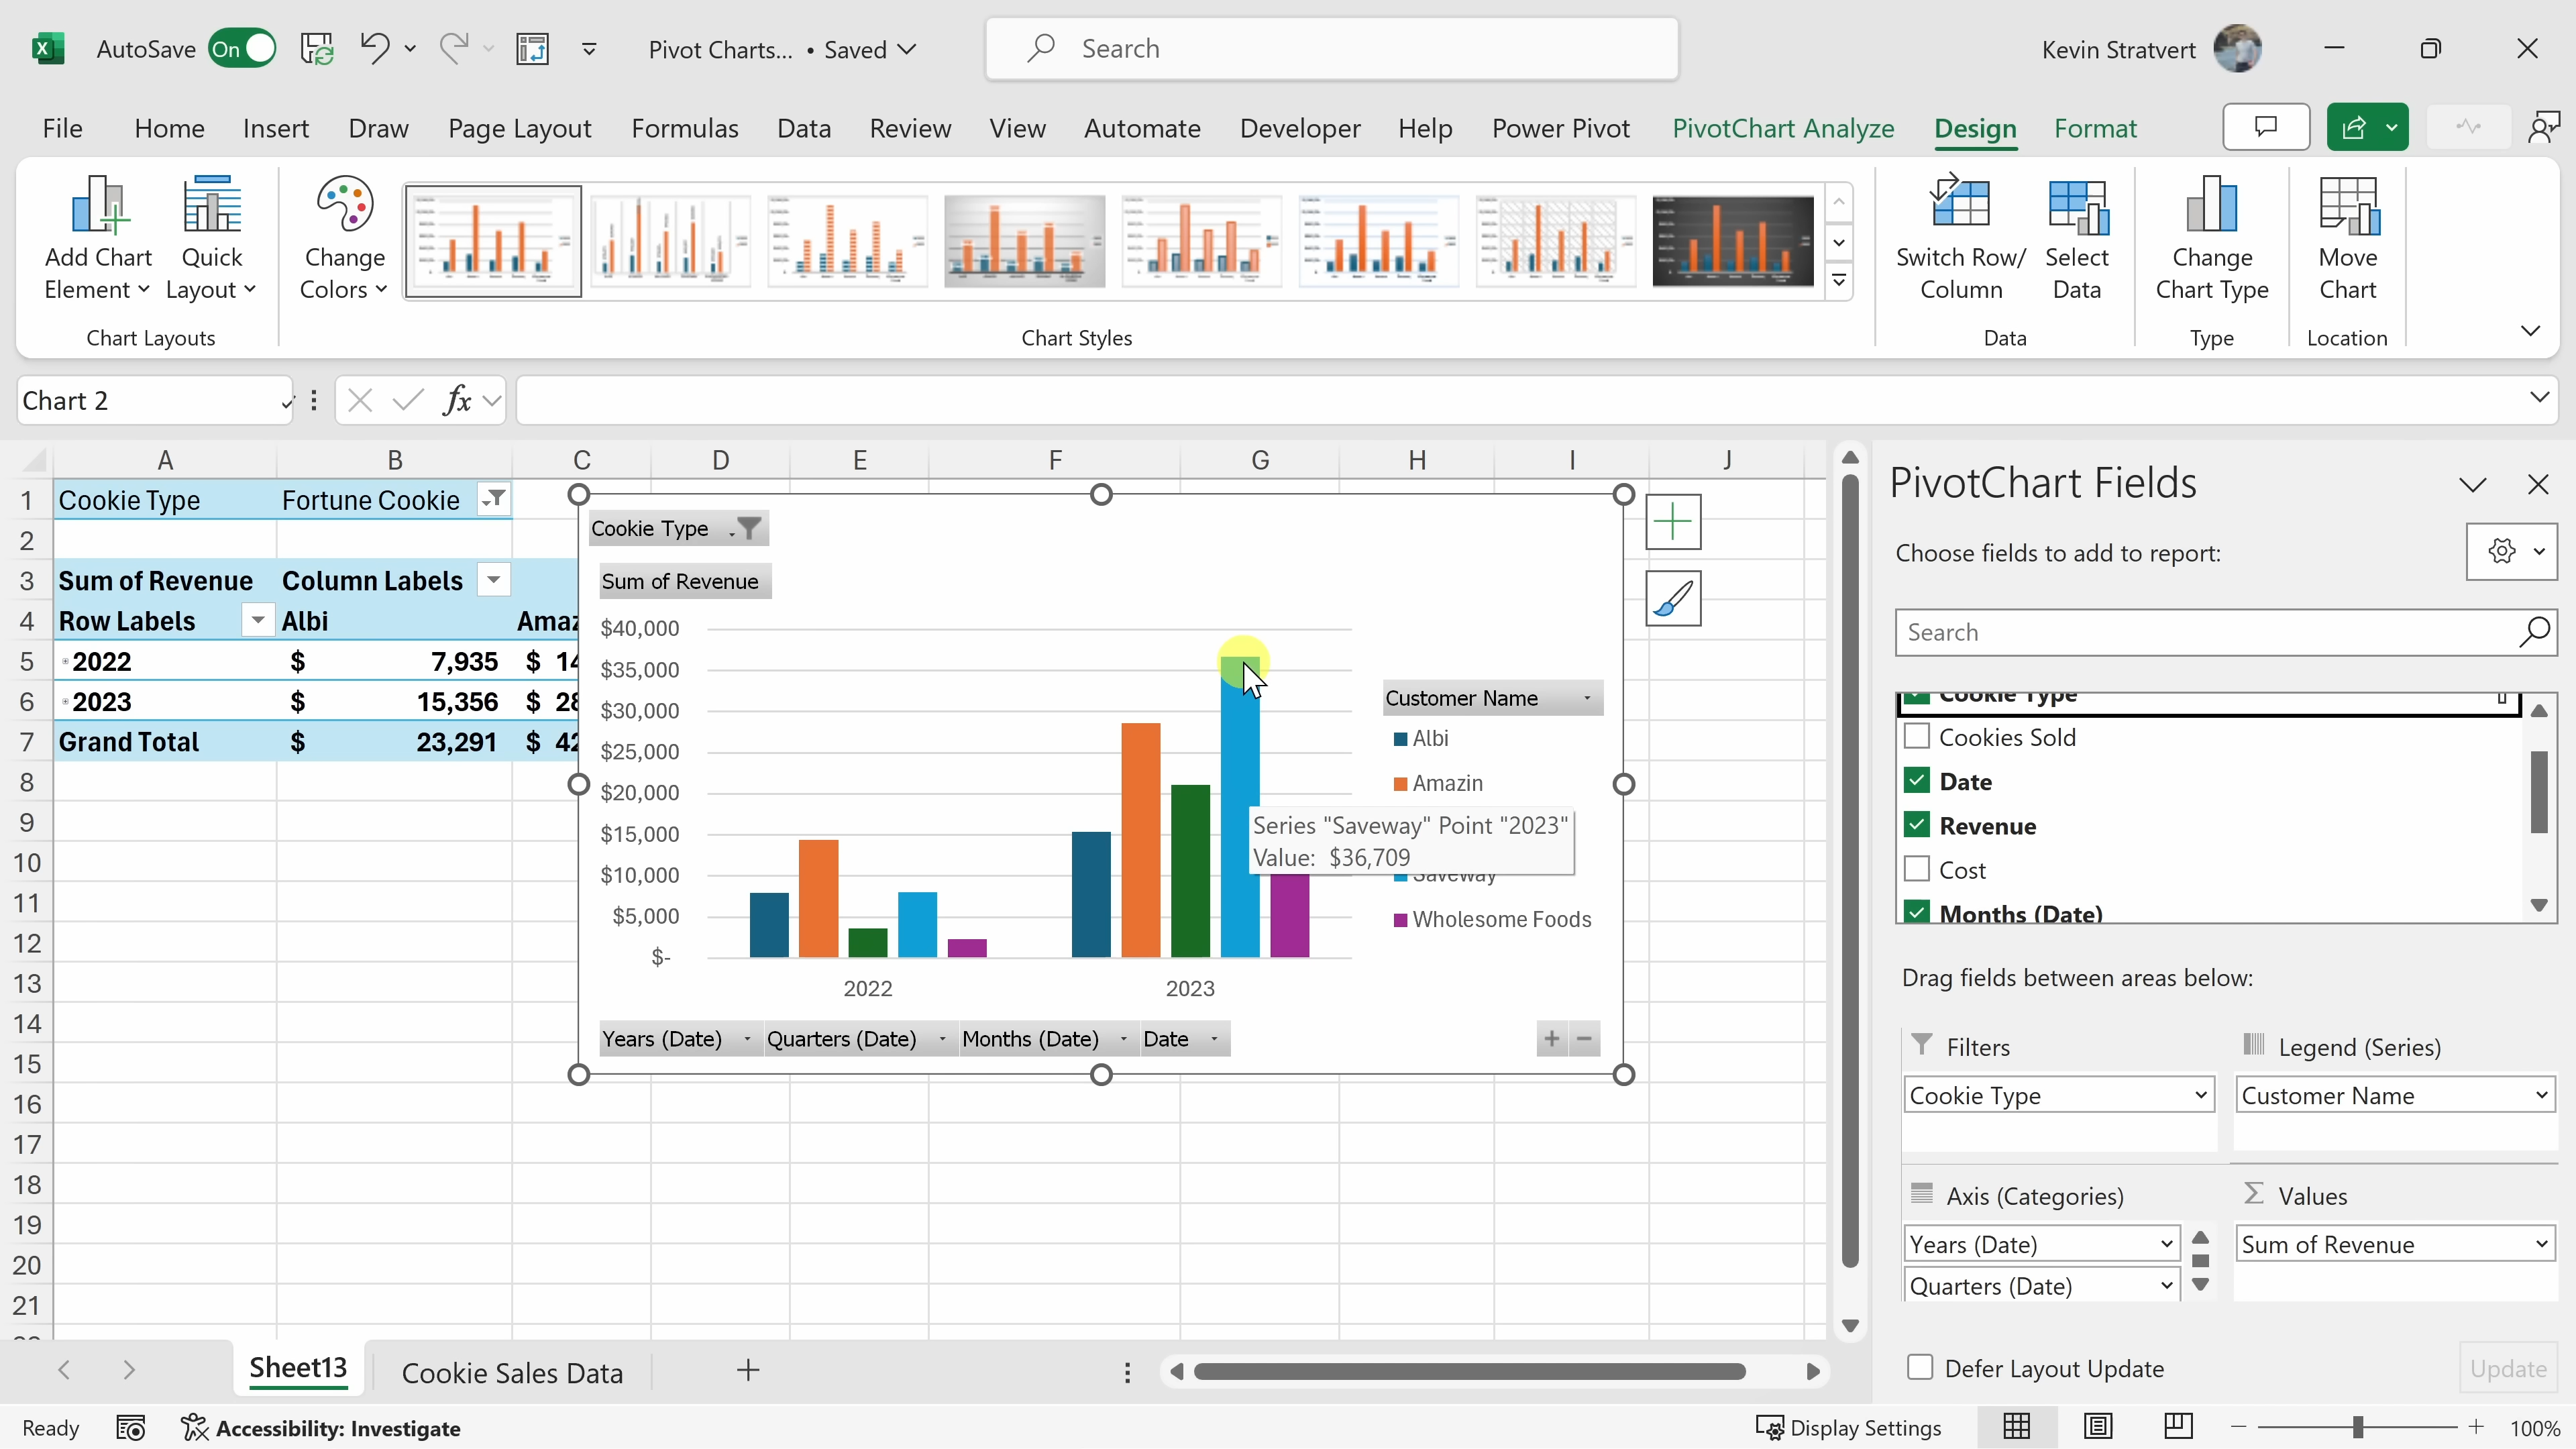 AutoSave On Pivot Charts... • Saved Search Kevin Stratvert
File Home Insert Draw Page Layout Formulas Data Review View Automate Developer Help Power Pivot PivotChart Analyze Design Format
Add Chart Element Quick Layout Change Colors Switch Row/ Column Select Data Change Chart Type Move Chart
Chart Layouts Chart Styles Data Type Location
Chart 2 fx
A B C D E F G H I J
1 Cookie Type Fortune Cookie
2
3 Sum of Revenue Column Labels
4 Row Labels Albi
5 2022 $ 7,935 $
6 2023 $ 15,356 $
7 Grand Total $ 23,291 $
8
9
10
11
12
13
14
15
16
17
18
19
20
21
Cookie Type
Sum of Revenue
$40,000
$35,000
$30,000
$25,000
$20,000
$15,000
$10,000
$5,000
$-
2022 2023
Customer Name
Albi
Amazin
Series "Saveway" Point "2023"
Value: $36,709
Saveway
Wholesome Foods
Years (Date) Quarters (Date) Months (Date) Date + −
PivotChart Fields
Choose fields to add to report:
Search
Cookie Type
Cookies Sold
Date
Revenue
Cost
Months (Date)
Drag fields between areas below:
Filters Legend (Series)
Cookie Type Customer Name
Axis (Categories) Σ Values
Years (Date) Sum of Revenue
Quarters (Date)
Defer Layout Update Update
Sheet13 Cookie Sales Data
Ready Accessibility: Investigate Display Settings 100%